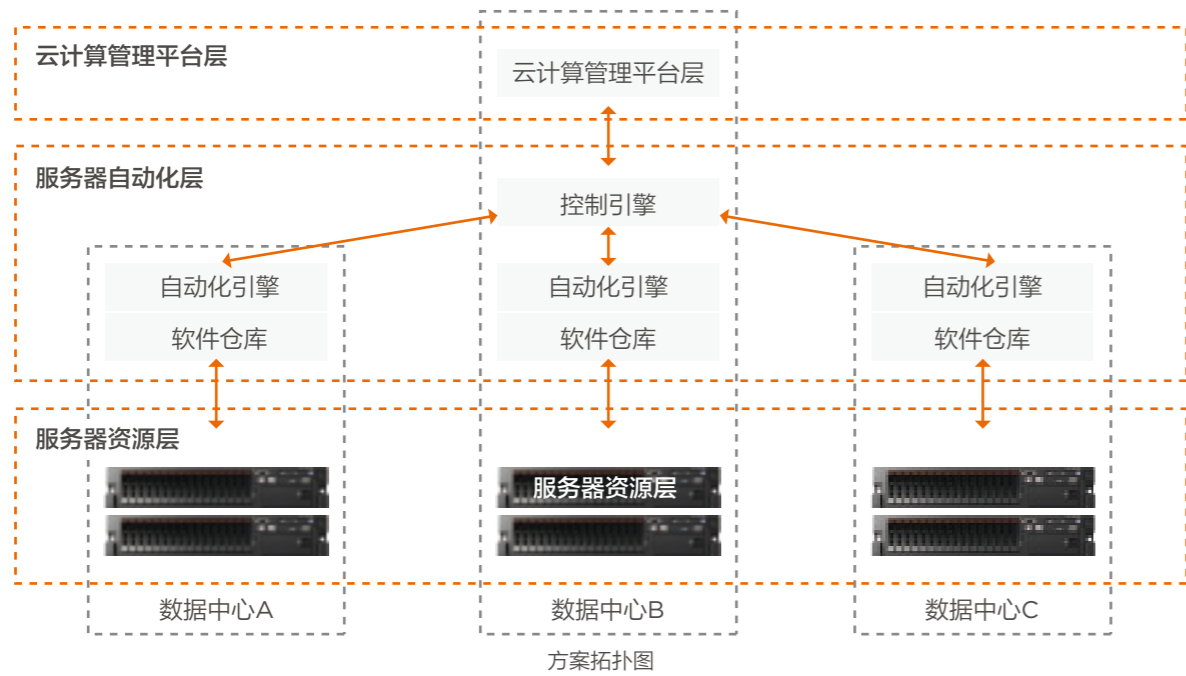 云计算管理平台层
云计算管理平台层
服务器自动化层
控制引擎
自动化引擎
自动化引擎
自动化引擎
软件仓库
软件仓库
软件仓库
服务器资源层
服务器资源层
数据中心A
数据中心B
数据中心C
方案拓扑图